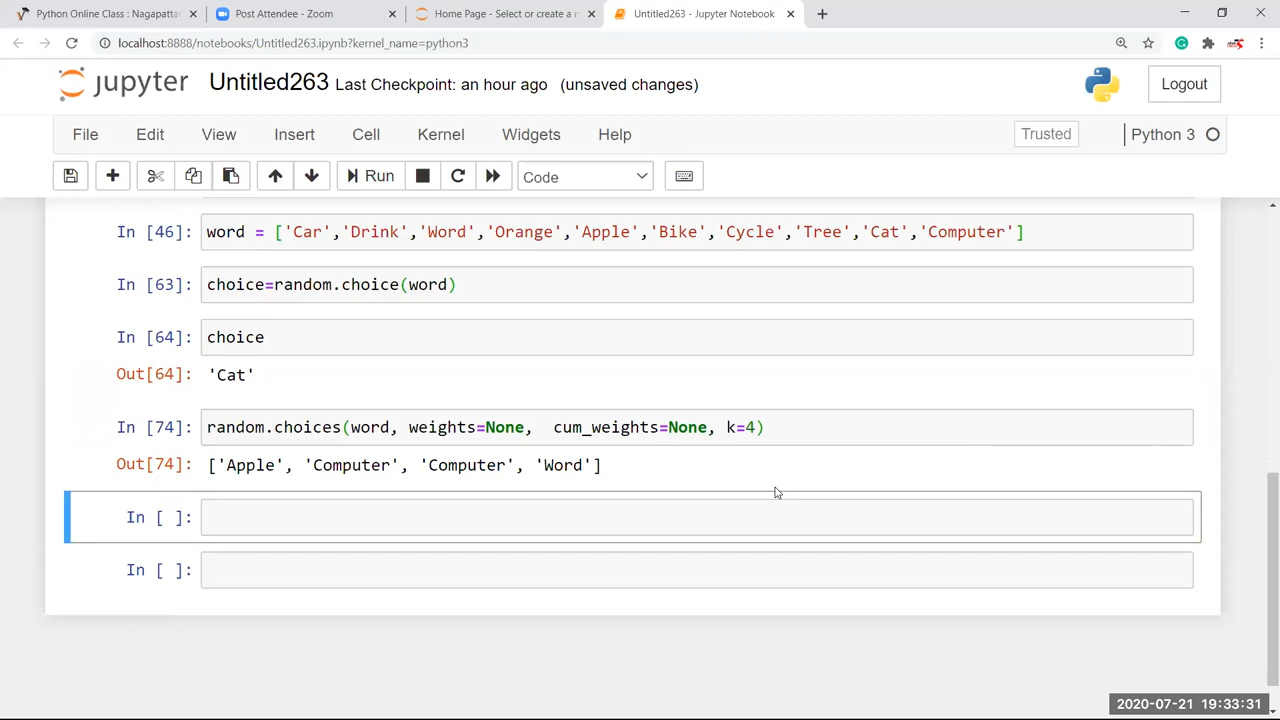 Python Online Class : Nagapattan
Post Attendee - Zoom
Home Page - Select or create a n
Untitled263 - Jupyter Notebook
localhost:8888/notebooks/Untitled263.ipynb?kernel_name=python3
jupyter Untitled263 Last Checkpoint: an hour ago (unsaved changes)
Logout
File Edit View Insert Cell Kernel Widgets Help
Trusted
Python 3
Run
Code
In [46]: word = ['Car','Drink','Word','Orange','Apple','Bike','Cycle','Tree','Cat','Computer']
In [63]: choice=random.choice(word)
In [64]: choice
Out[64]: 'Cat'
In [74]: random.choices(word, weights=None,  cum_weights=None, k=4)
Out[74]: ['Apple', 'Computer', 'Computer', 'Word']
In [ ]:
In [ ]:
2020-07-21 19:33:31